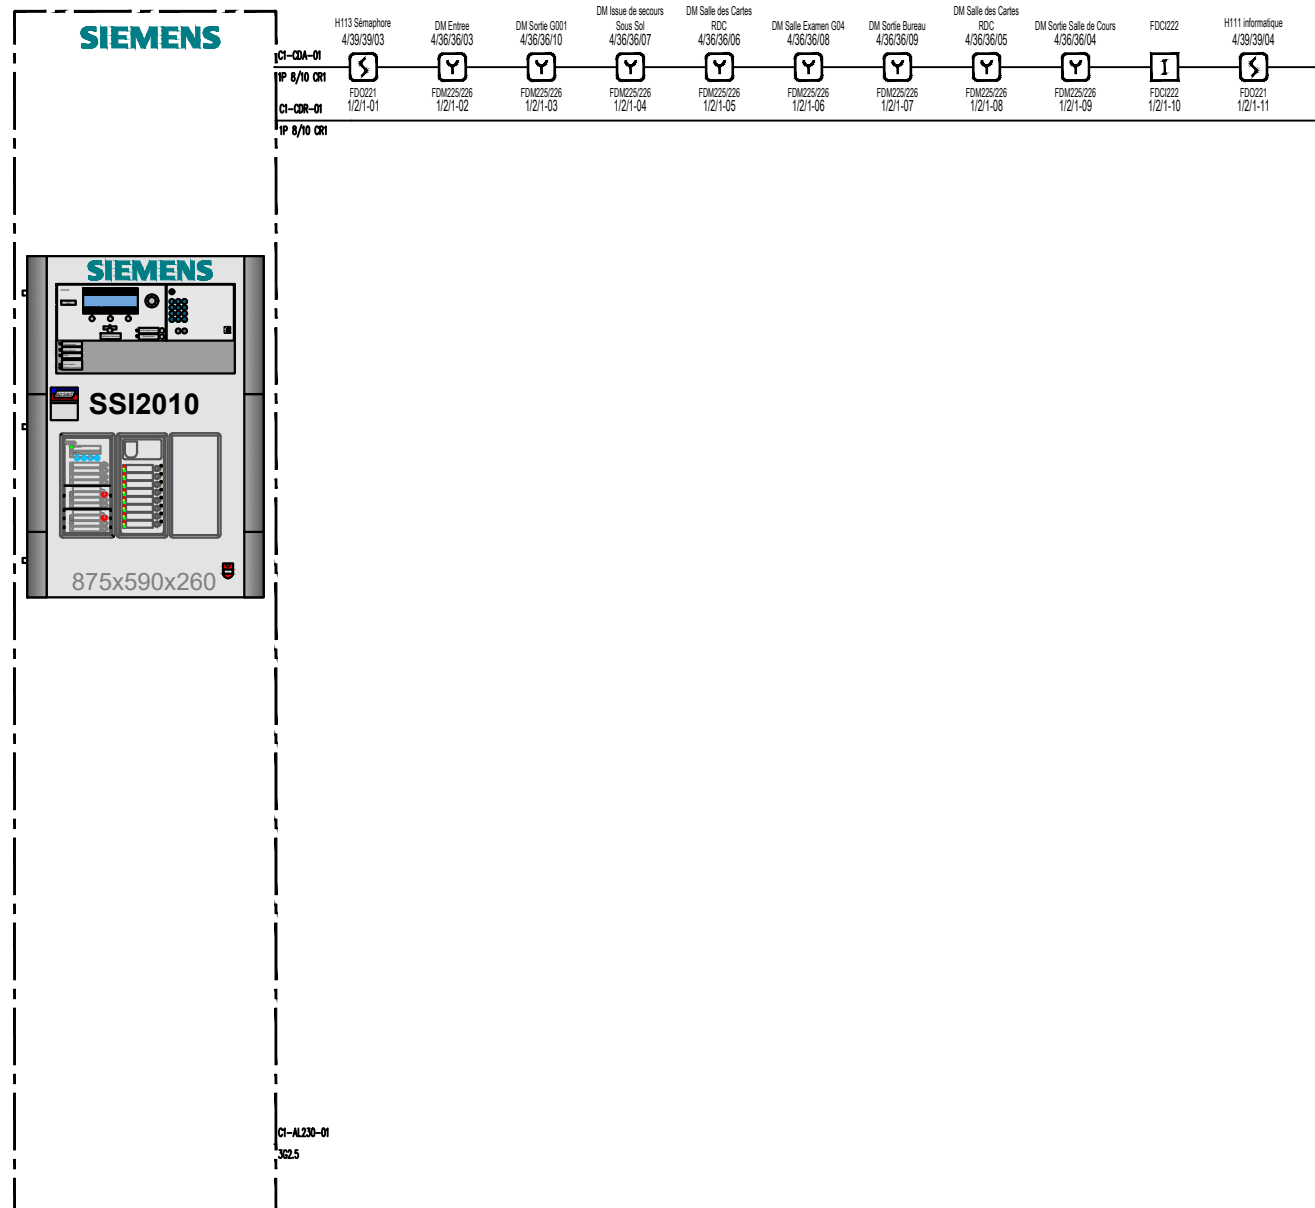 SIEMENS
C1-CDA-01
1P 8/10 CR1
C1-CDR-01
1P 8/10 CR1
H113 Sémaphore
4/39/39/03
FDO221
1/2/1-01
DM Entree
4/36/36/03
FDM225/226
1/2/1-02
DM Sortie G001
4/36/36/10
FDM225/226
1/2/1-03
DM Issue de secours
Sous Sol
4/36/36/07
FDM225/226
1/2/1-04
DM Salle des Cartes
RDC
4/36/36/06
FDM225/226
1/2/1-05
DM Salle Examen G04
4/36/36/08
FDM225/226
1/2/1-06
DM Sortie Bureau
4/36/36/09
FDM225/226
1/2/1-07
DM Salle des Cartes
RDC
4/36/36/05
FDM225/226
1/2/1-08
DM Sortie Salle de Cours
4/36/36/04
FDM225/226
1/2/1-09
FDCI222
I
FDCI222
1/2/1-10
H111 informatique
4/39/39/04
FDO221
1/2/1-11
SIEMENS
SSI2010
875x590x260
C1-AL230-01
3G2.5